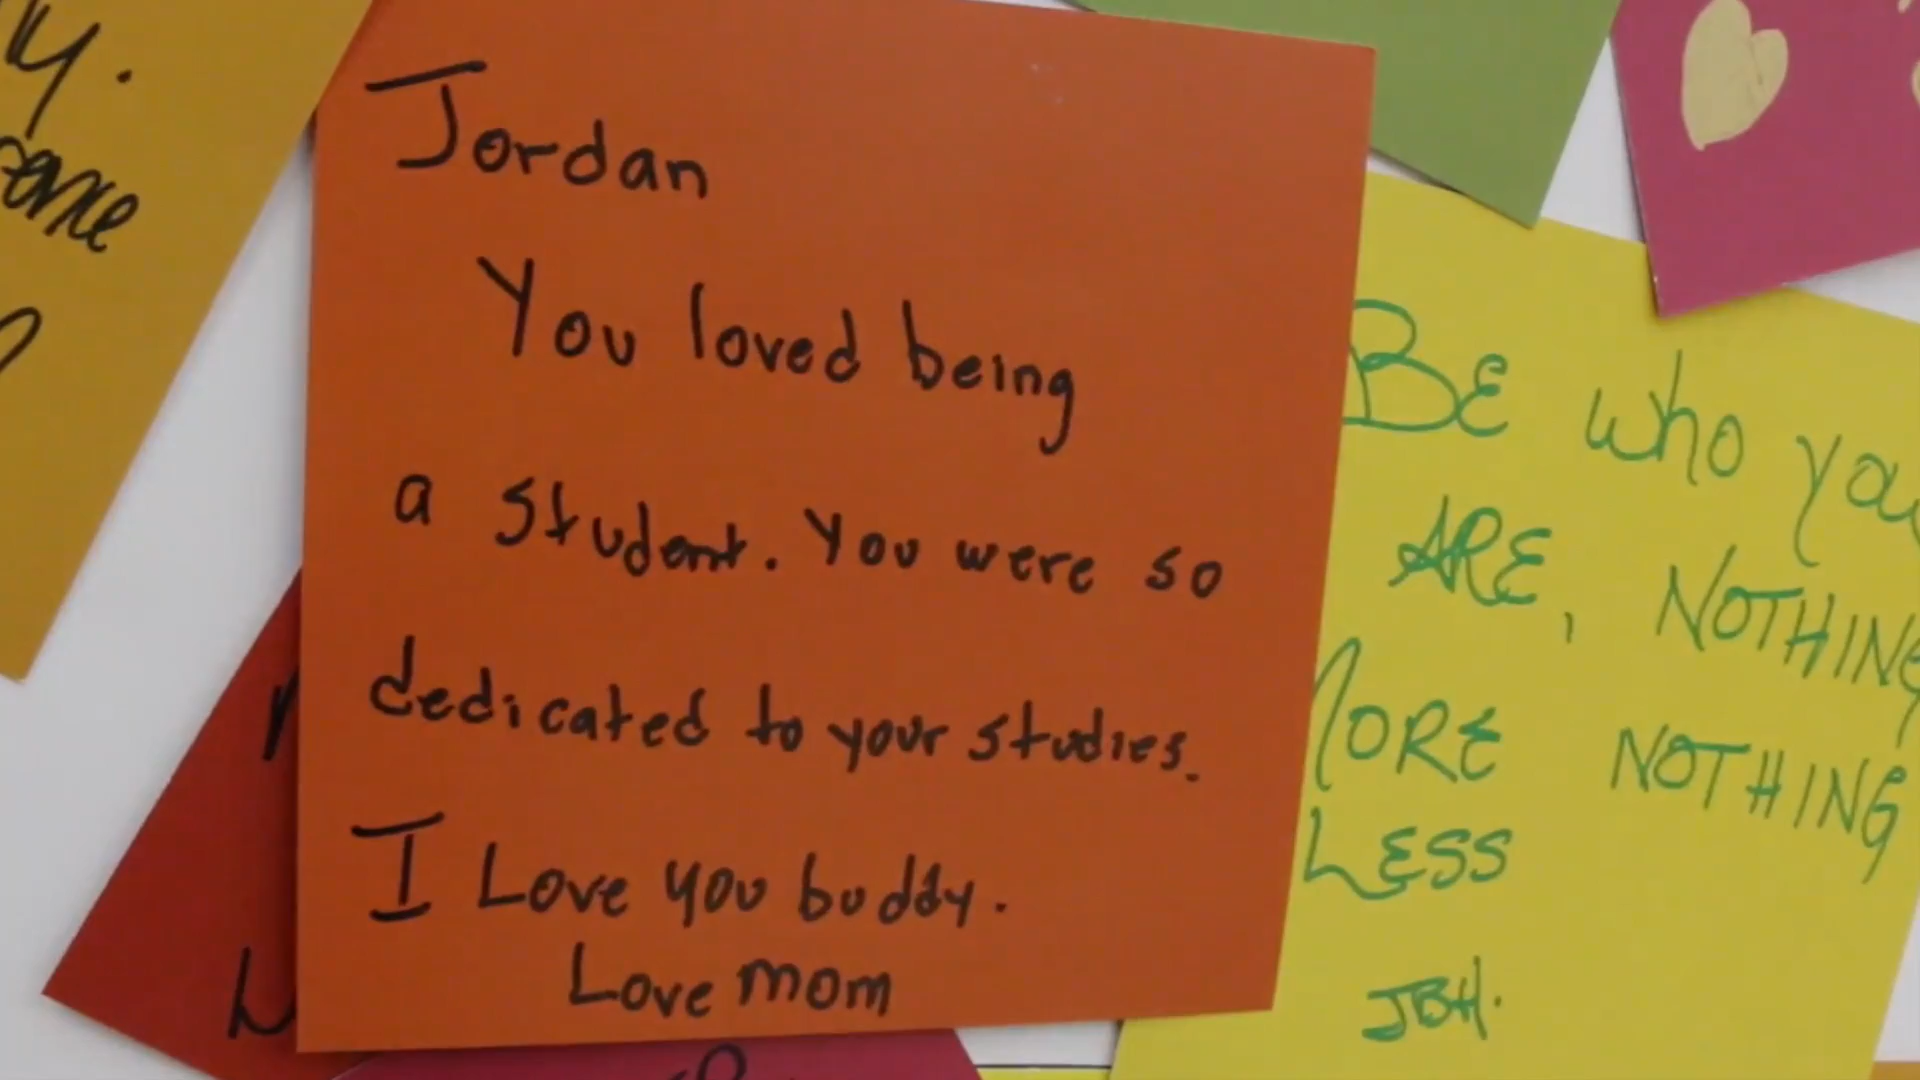 Jordan
You loved being
a student. You were so
dedicated to your studies.
I Love you buddy.
Love mom
BE who you
ARE, NOTHING
MORE NOTHING
LESS
JBH.